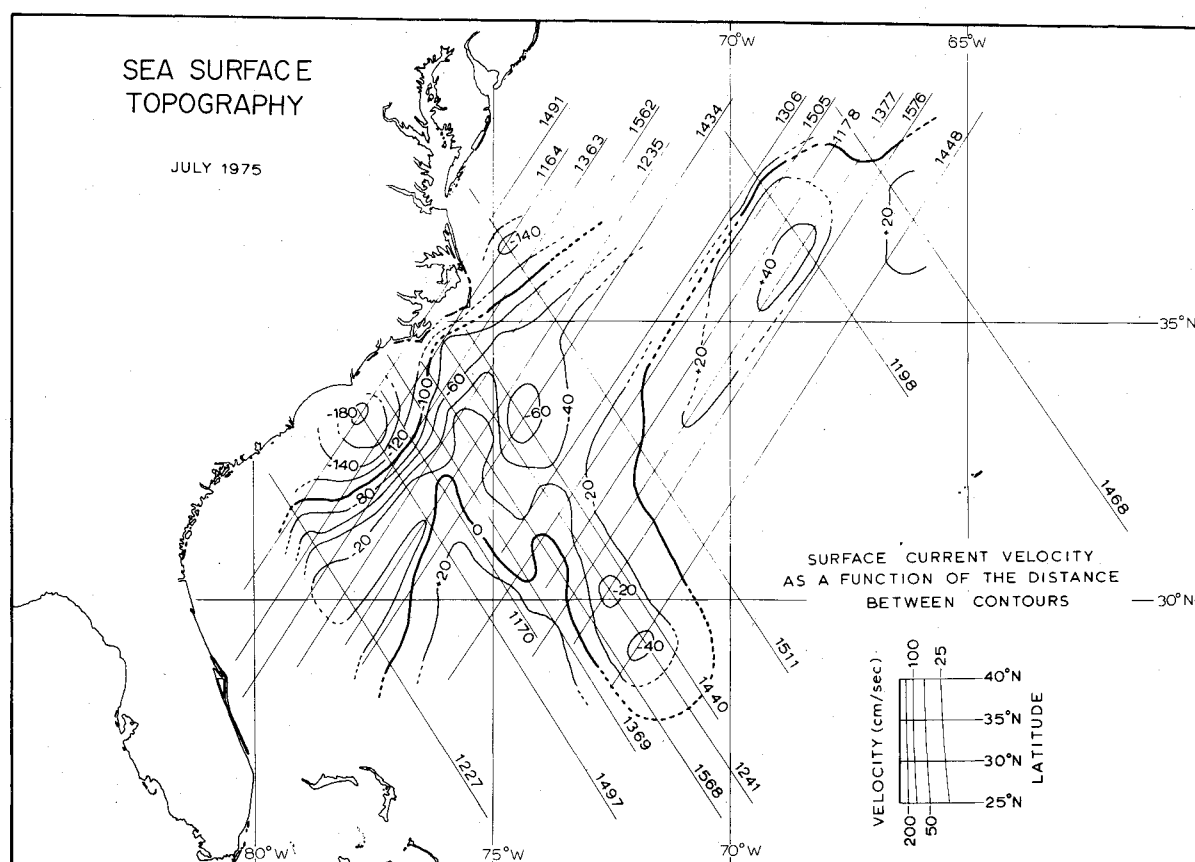 SEA SURFACE
TOPOGRAPHY
JULY 1975
70°W
65°W
1491
1562
1434
1306
1505
1178
1377
1576
1448
1164
1363
1235
-140
+20
+40
35°N
+20
1198
-100
-60
-180
-60
-40
-120
-140
-80
-20
1468
0
-20
SURFACE CURRENT VELOCITY
AS A FUNCTION OF THE DISTANCE
BETWEEN CONTOURS
+20
-20
30°N
1170
-40
1511
1440
1369
1227
1497
1568
1241
VELOCITY (cm/sec)
100
25
40°N
35°N
30°N
25°N
LATITUDE
200
50
80°W
75°W
70°W